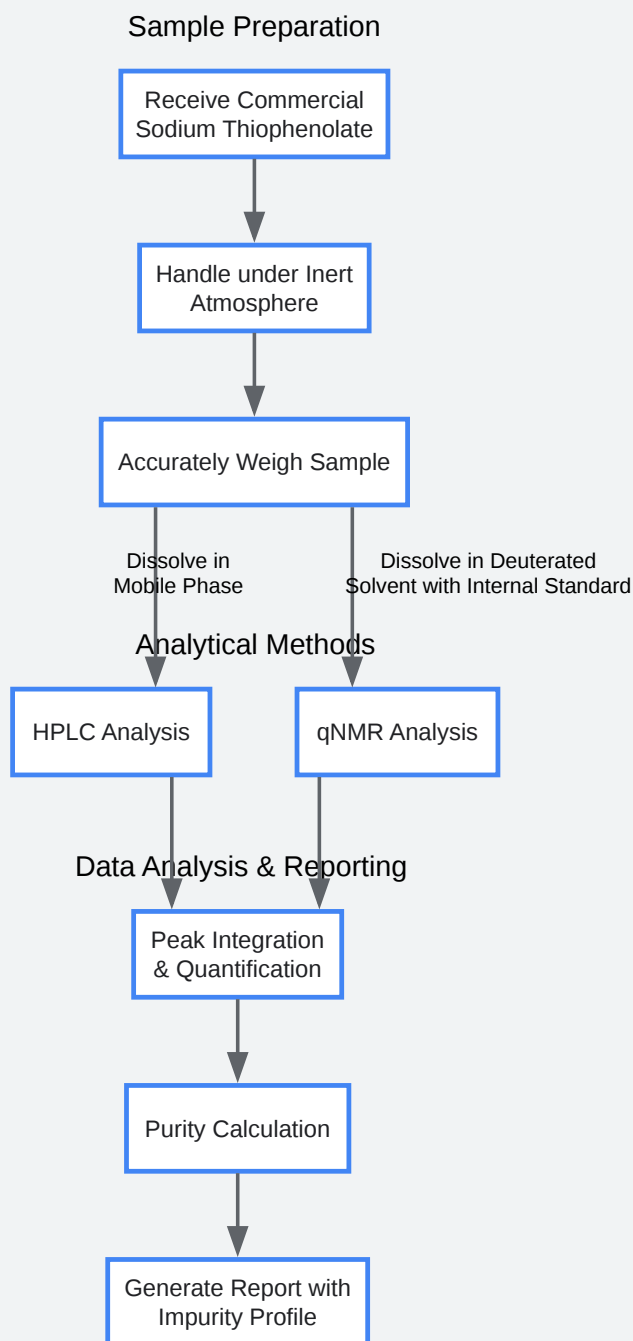 Sample Preparation
Receive Commercial
Sodium Thiophenolate
Handle under Inert
Atmosphere
Accurately Weigh Sample
Dissolve in
Mobile Phase
Dissolve in Deuterated
Solvent with Internal Standard
Analytical Methods
HPLC Analysis
qNMR Analysis
Data Analysis & Reporting
Peak Integration
& Quantification
Purity Calculation
Generate Report with
Impurity Profile